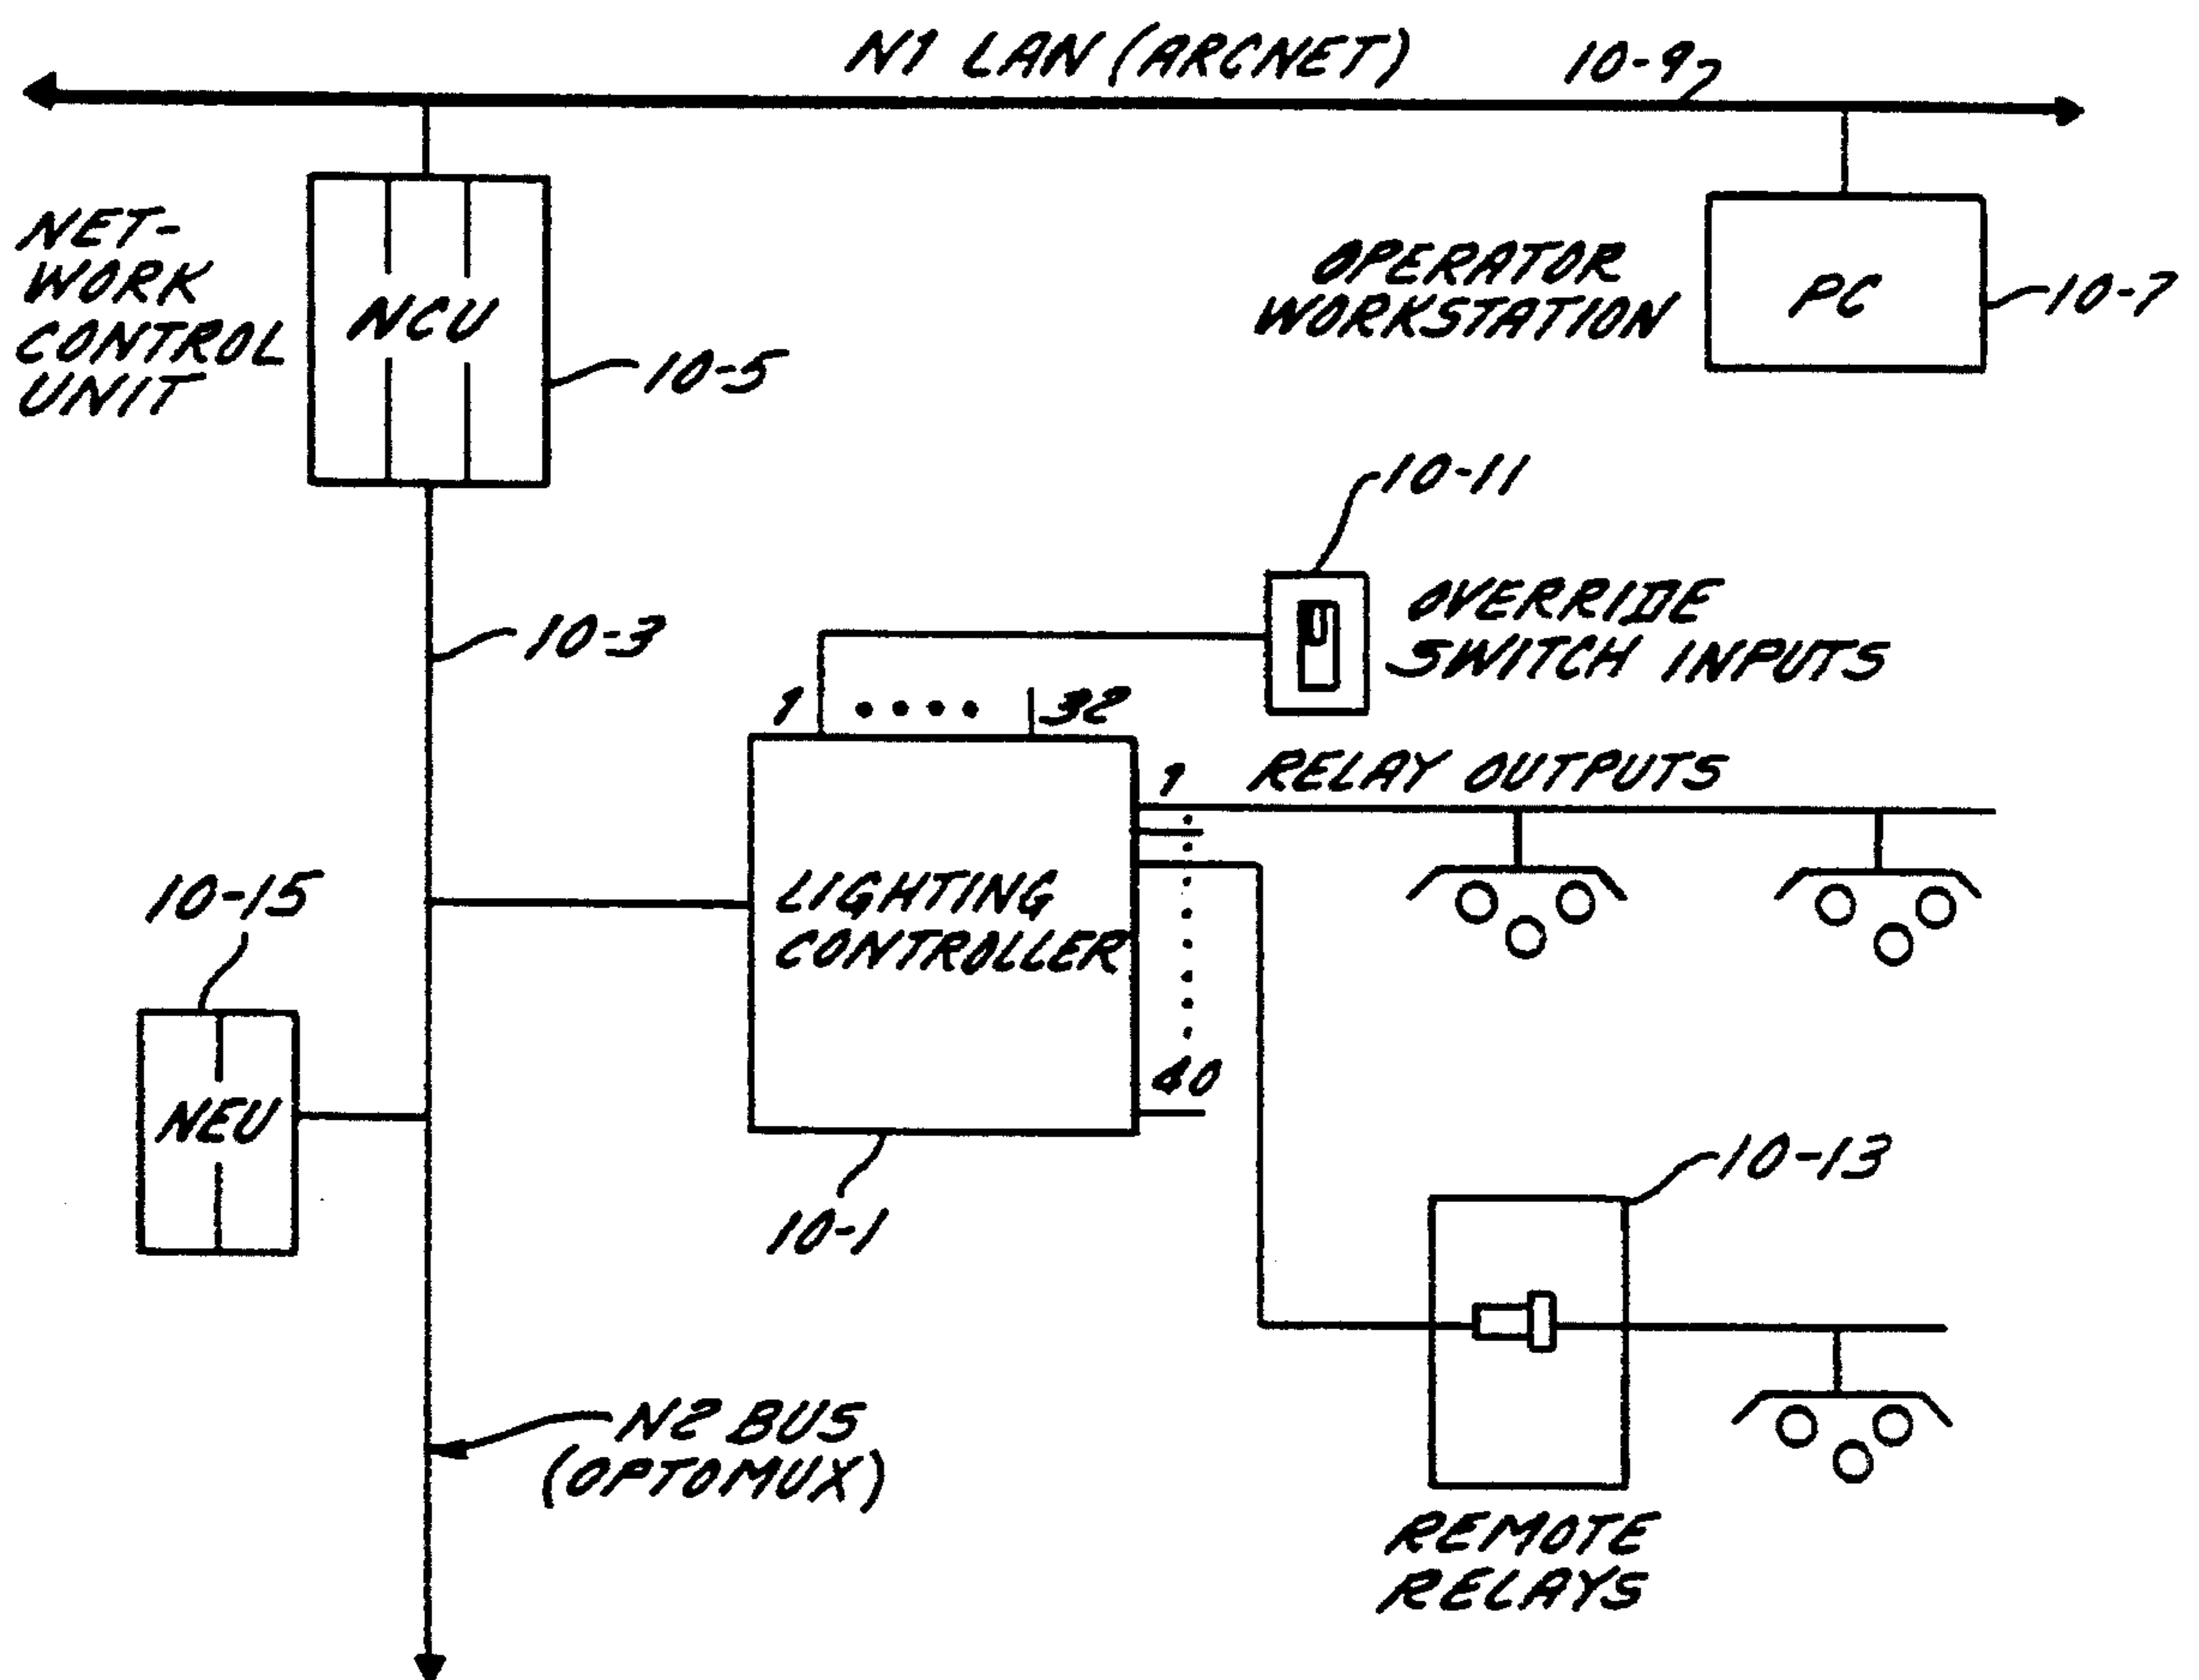 N1 LAN (ARCNET)
10-9
NET-
WORK
CONTROL
UNIT
NCU
10-5
OPERATOR
WORKSTATION
PC
10-7
10-11
OVERRIDE
SWITCH INPUTS
10-3
1 .... 32
1
RELAY OUTPUTS
LIGHTING
CONTROLLER
40
10-15
NEU
10-1
10-13
N2 BUS
(OPTOMUX)
REMOTE
RELAYS